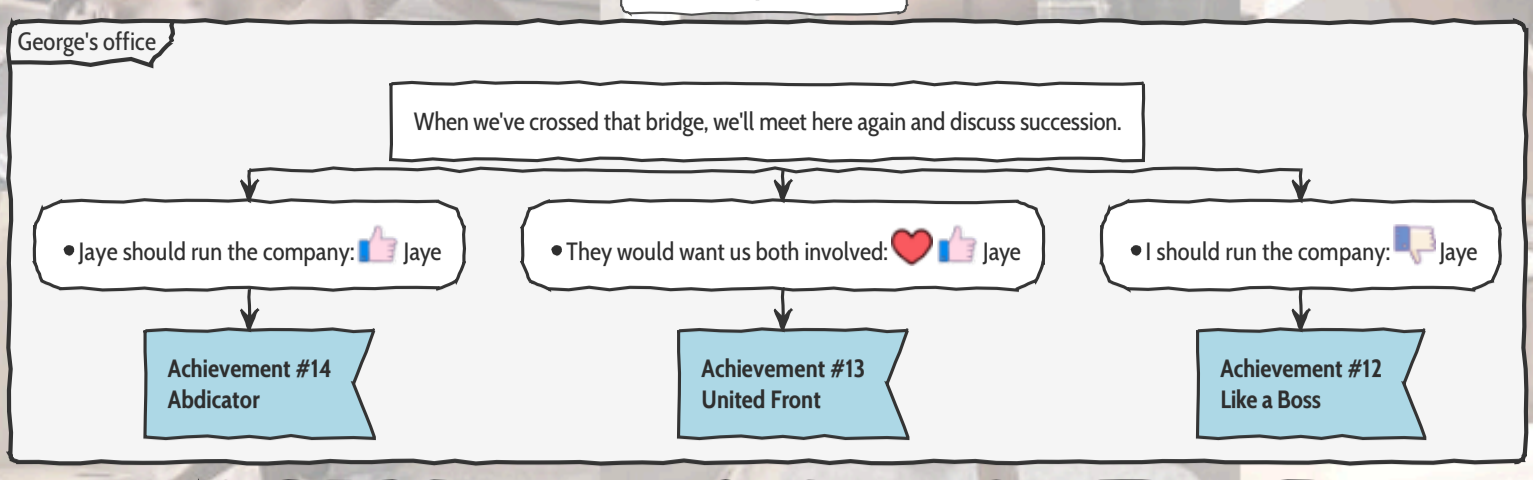 George's office
When we've crossed that bridge, we'll meet here again and discuss succession.
•Jaye should run the company: Jaye
•They would want us both involved: Jaye
•I should run the company: Jaye
Achievement #14
Abdicator
Achievement #13
United Front
Achievement #12
Like a Boss